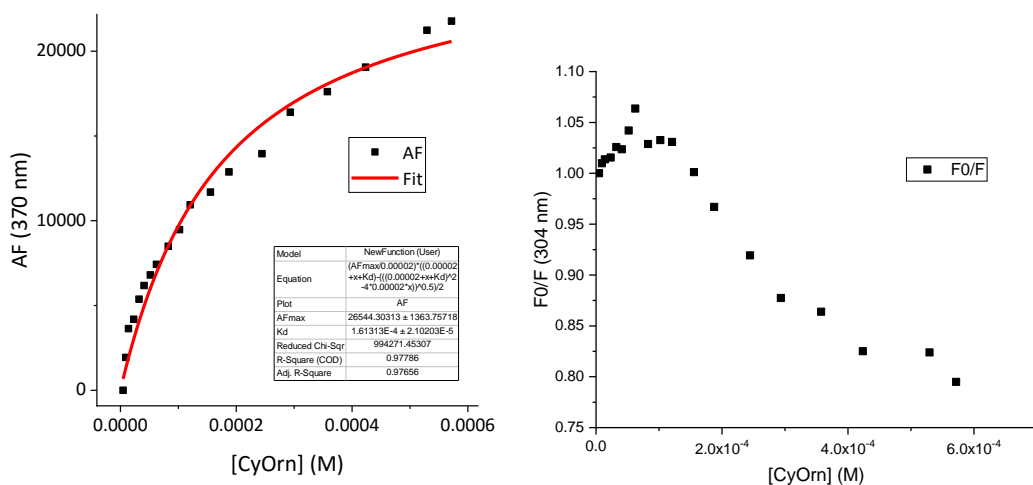 20000
10000
0
AF (370 nm)
AF
Fit
Model NewFunction (User)
Equation (AFmax/0.00002)*((0.00002
+x+Kd)-(((0.00002+x+Kd)^2
-4*0.00002*x))^0.5)/2
Plot AF
AFmax 26544.30313 ± 1363.75718
Kd 1.61313E-4 ± 2.10203E-5
Reduced Chi-Sqr 994271.45307
R-Square (COD) 0.97786
Adj. R-Square 0.97656
0.0000 0.0002 0.0004 0.0006
[CyOrn] (M)
1.10
1.05
1.00
0.95
0.90
0.85
0.80
0.75
F0/F (304 nm)
F0/F
0.0 2.0x10⁻⁴ 4.0x10⁻⁴ 6.0x10⁻⁴
[CyOrn] (M)